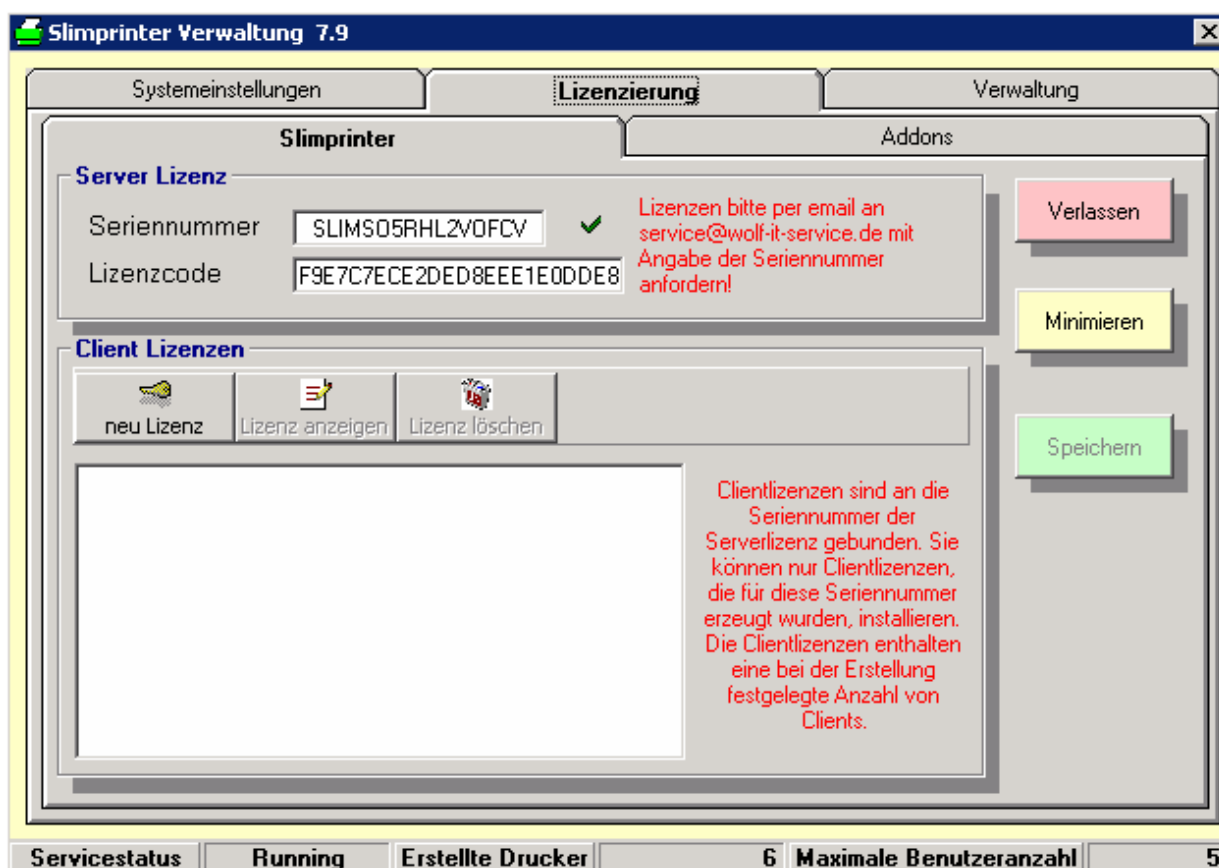 Slimprinter Verwaltung 7.9
Systemeinstellungen
Lizenzierung
Verwaltung
Slimprinter
Addons
Server Lizenz
Seriennummer
SLIMSO5RHL2VOFCV
Lizenzcode
F9E7C7ECE2DED8EEE1E0DDE8
Lizenzen bitte per email an
service@wolf-it-service.de mit
Angabe der Seriennummer
anfordern!
Verlassen
Minimieren
Speichern
Client Lizenzen
neu Lizenz
Lizenz anzeigen
Lizenz löschen
Clientlizenzen sind an die
Seriennummer der
Serverlizenz gebunden. Sie
können nur Clientlizenzen,
die für diese Seriennummer
erzeugt wurden, installieren.
Die Clientlizenzen enthalten
eine bei der Erstellung
festgelegte Anzahl von
Clients.
Servicestatus Running Erstellte Drucker 6 Maximale Benutzeranzahl 5